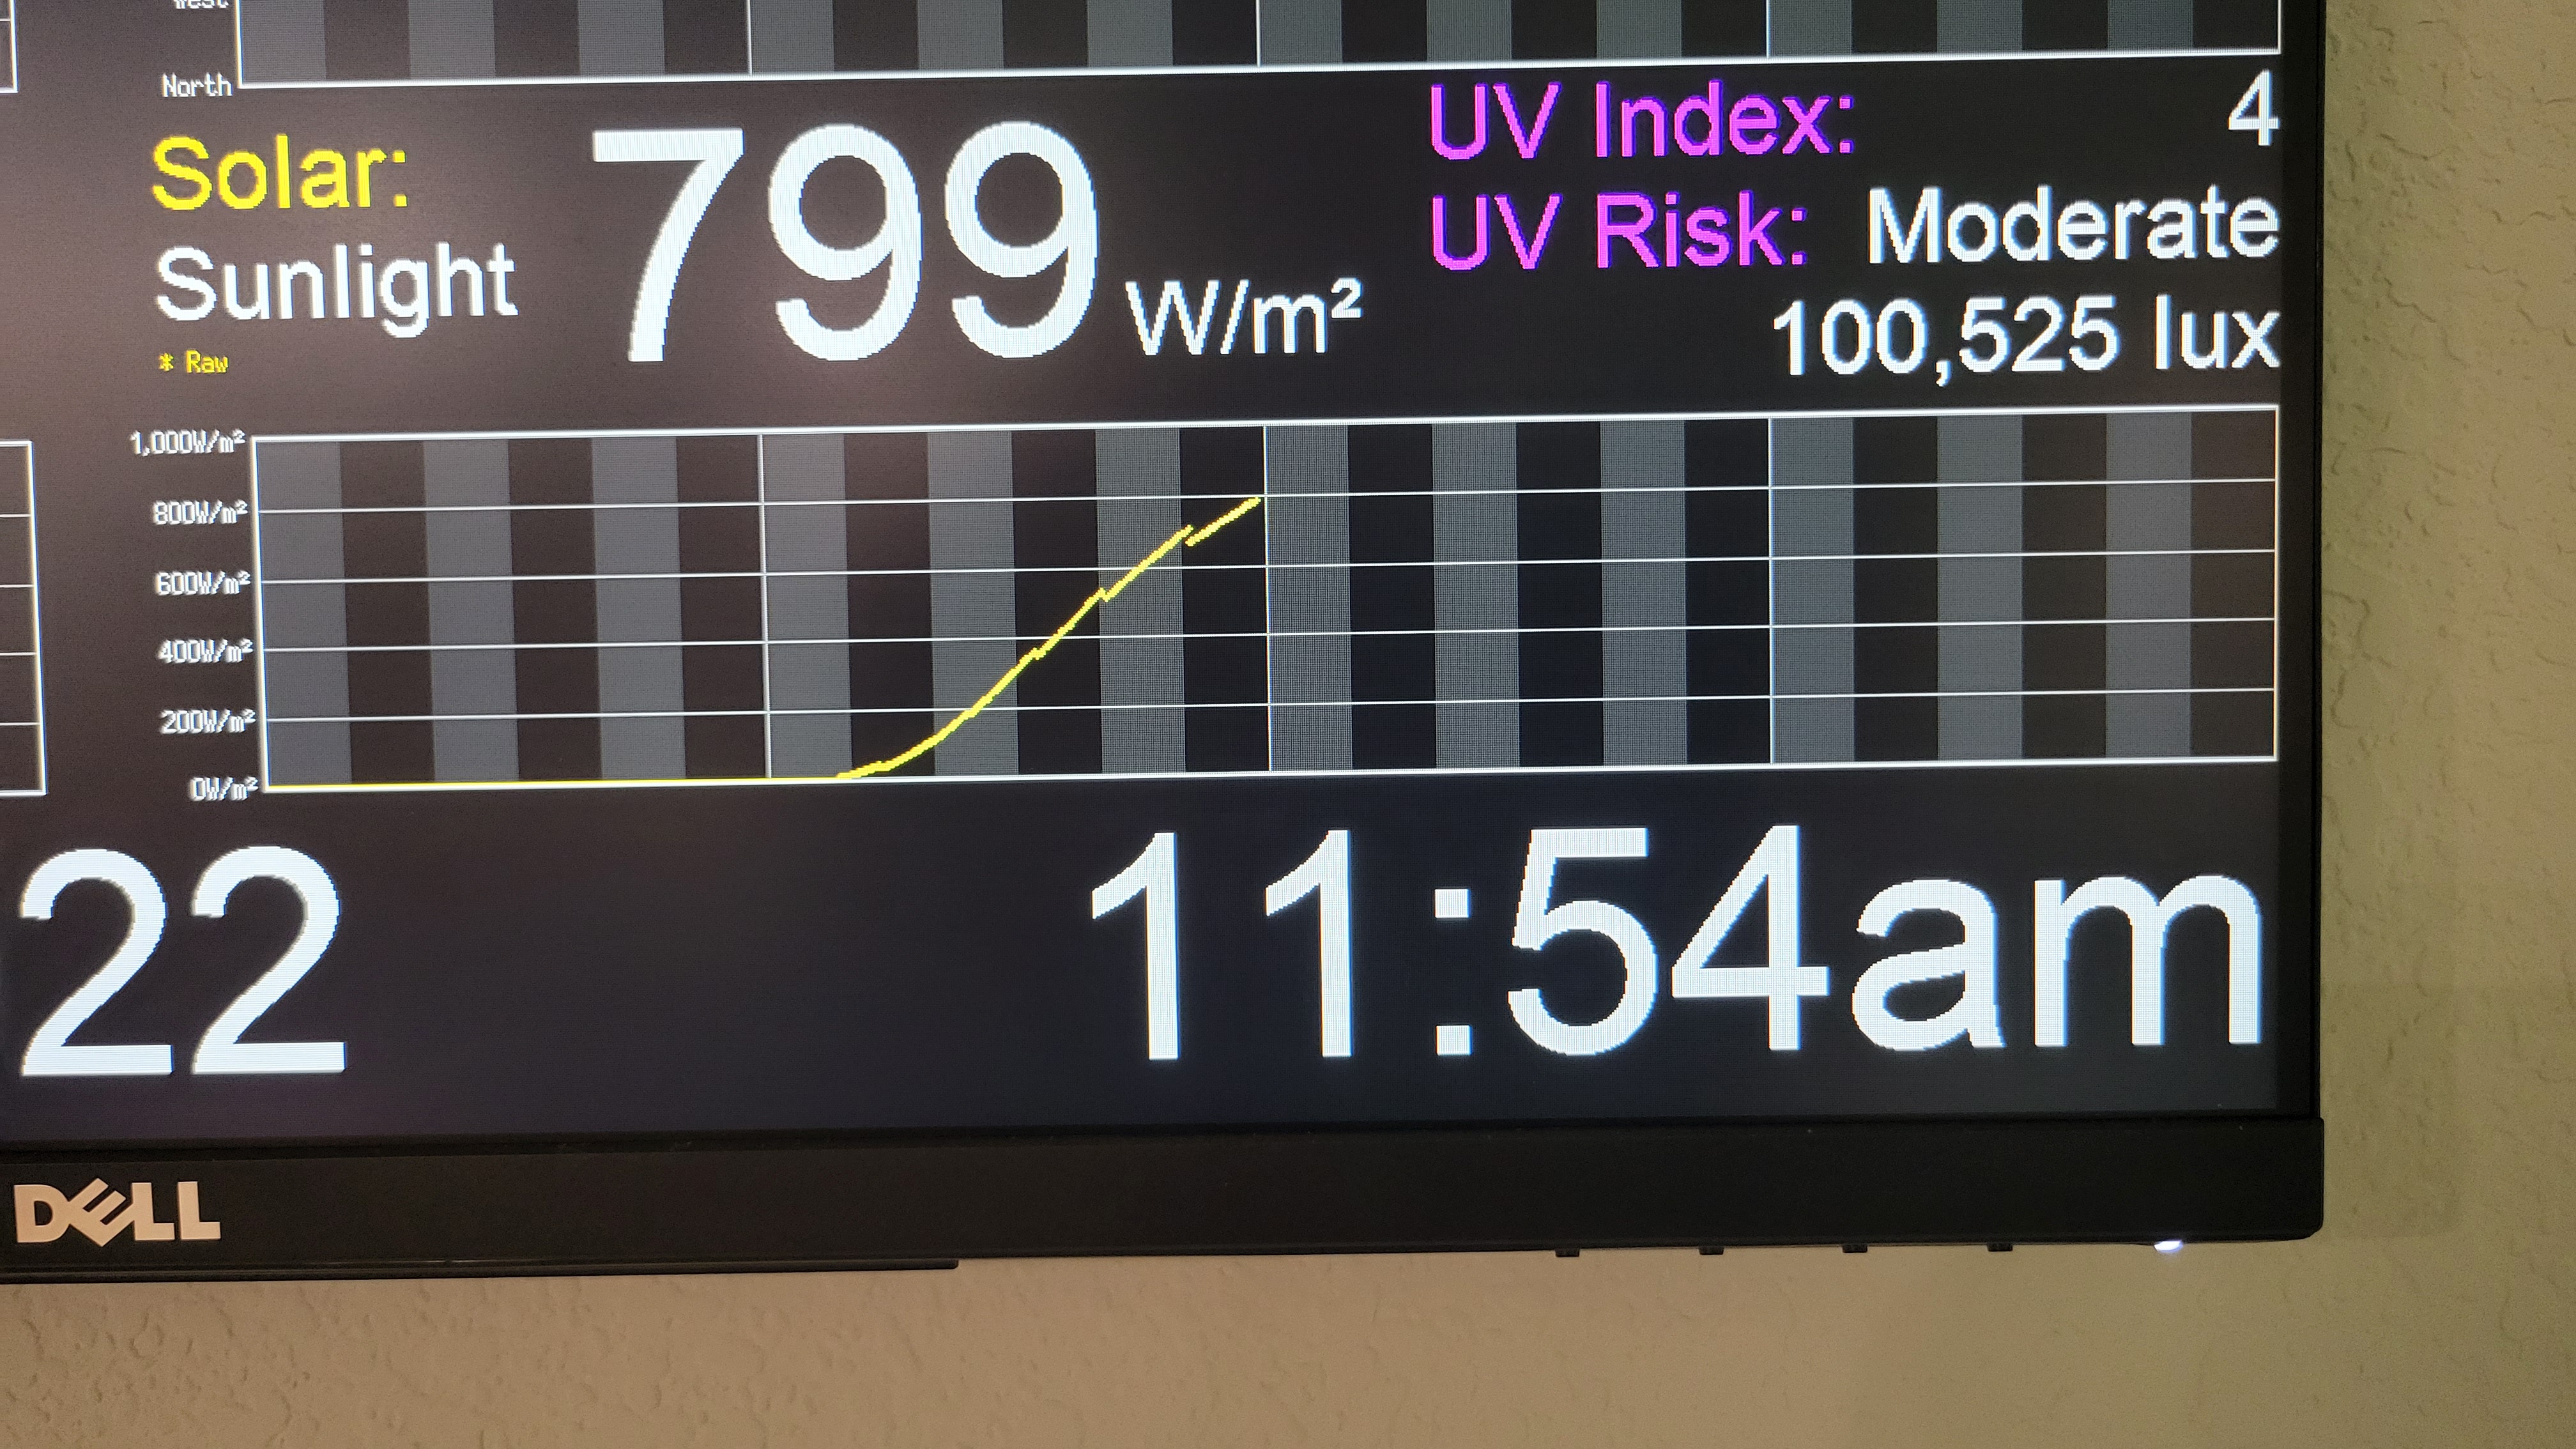 West
North
Solar:
Sunlight
* Raw
799 W/m²
UV Index: 4
UV Risk: Moderate
100,525 lux
1,000W/m²
800W/m²
600W/m²
400W/m²
200W/m²
0W/m²
22
11:54am
DELL